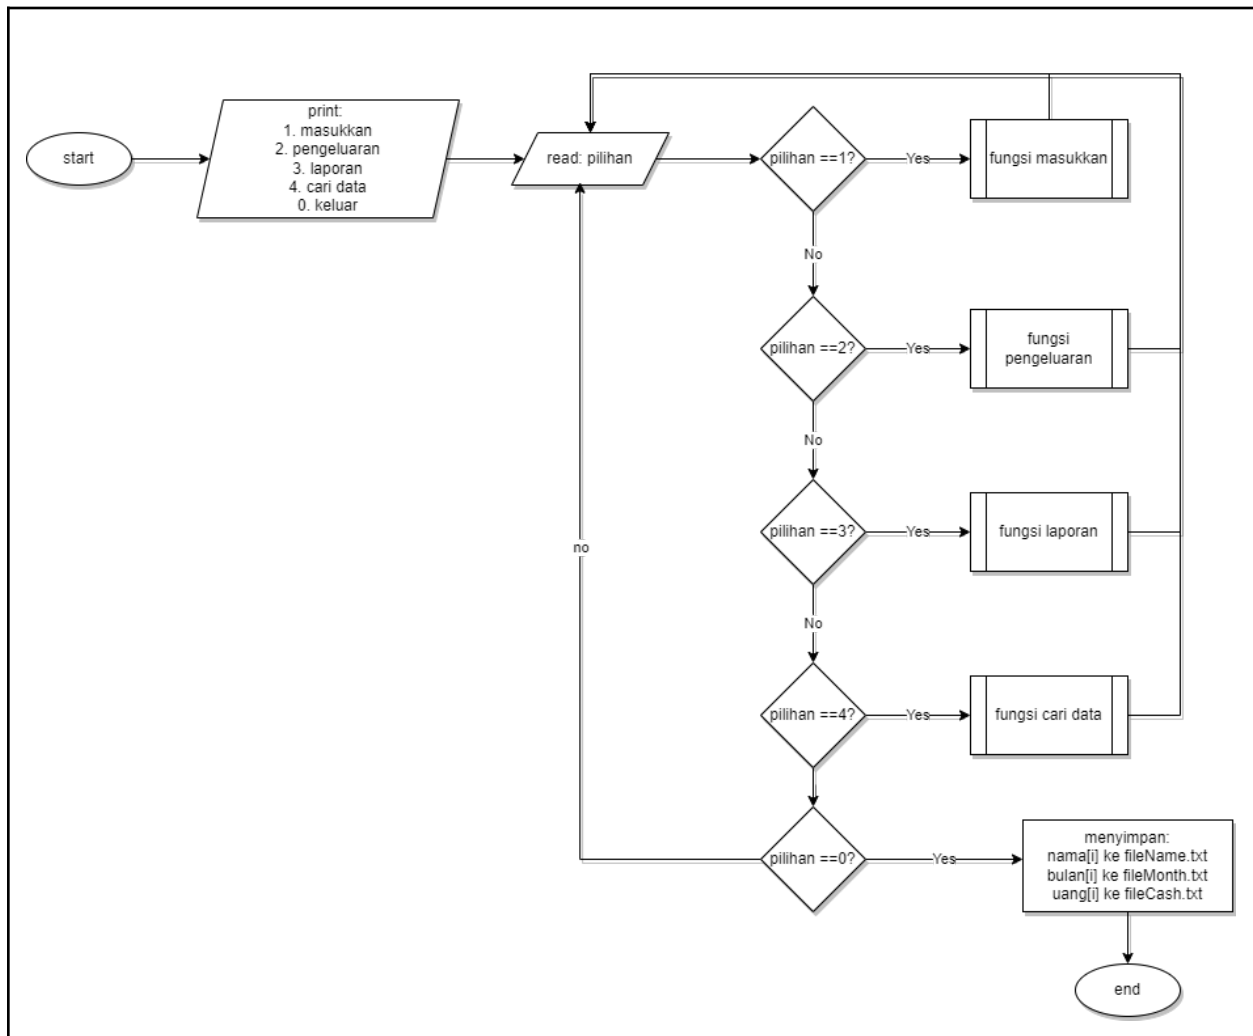 start
print:
1. masukkan
2. pengeluaran
3. laporan
4. cari data
0. keluar
read: pilihan
pilihan ==1?
Yes
fungsi masukkan
No
pilihan ==2?
Yes
fungsi
pengeluaran
No
pilihan ==3?
Yes
fungsi laporan
no
No
pilihan ==4?
Yes
fungsi cari data
pilihan ==0?
Yes
menyimpan:
nama[i] ke fileName.txt
bulan[i] ke fileMonth.txt
uang[i] ke fileCash.txt
end